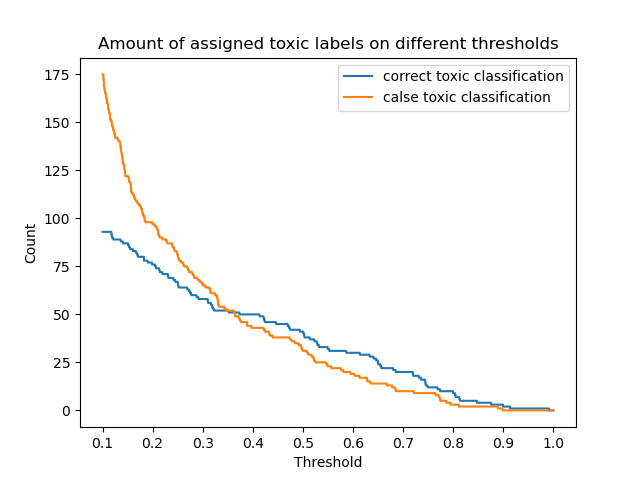 Amount of assigned toxic labels on different thresholds
correct toxic classification
calse toxic classification
Count
175
150
125
100
75
50
25
0
0.1 0.2 0.3 0.4 0.5 0.6 0.7 0.8 0.9 1.0
Threshold